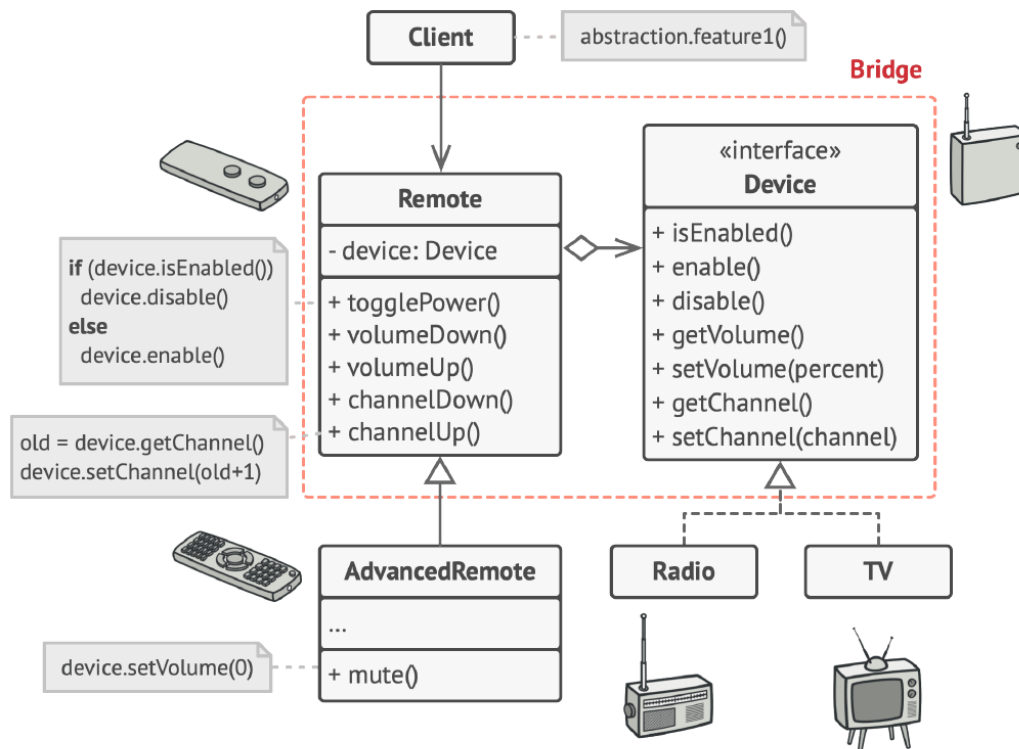 Client
abstraction.feature1()
Bridge
Remote
- device: Device
+ togglePower()
+ volumeDown()
+ volumeUp()
+ channelDown()
+ channelUp()
«interface»
Device
+ isEnabled()
+ enable()
+ disable()
+ getVolume()
+ setVolume(percent)
+ getChannel()
+ setChannel(channel)
if (device.isEnabled())
device.disable()
else
device.enable()
old = device.getChannel()
device.setChannel(old+1)
AdvancedRemote
...
+ mute()
device.setVolume(0)
Radio
TV